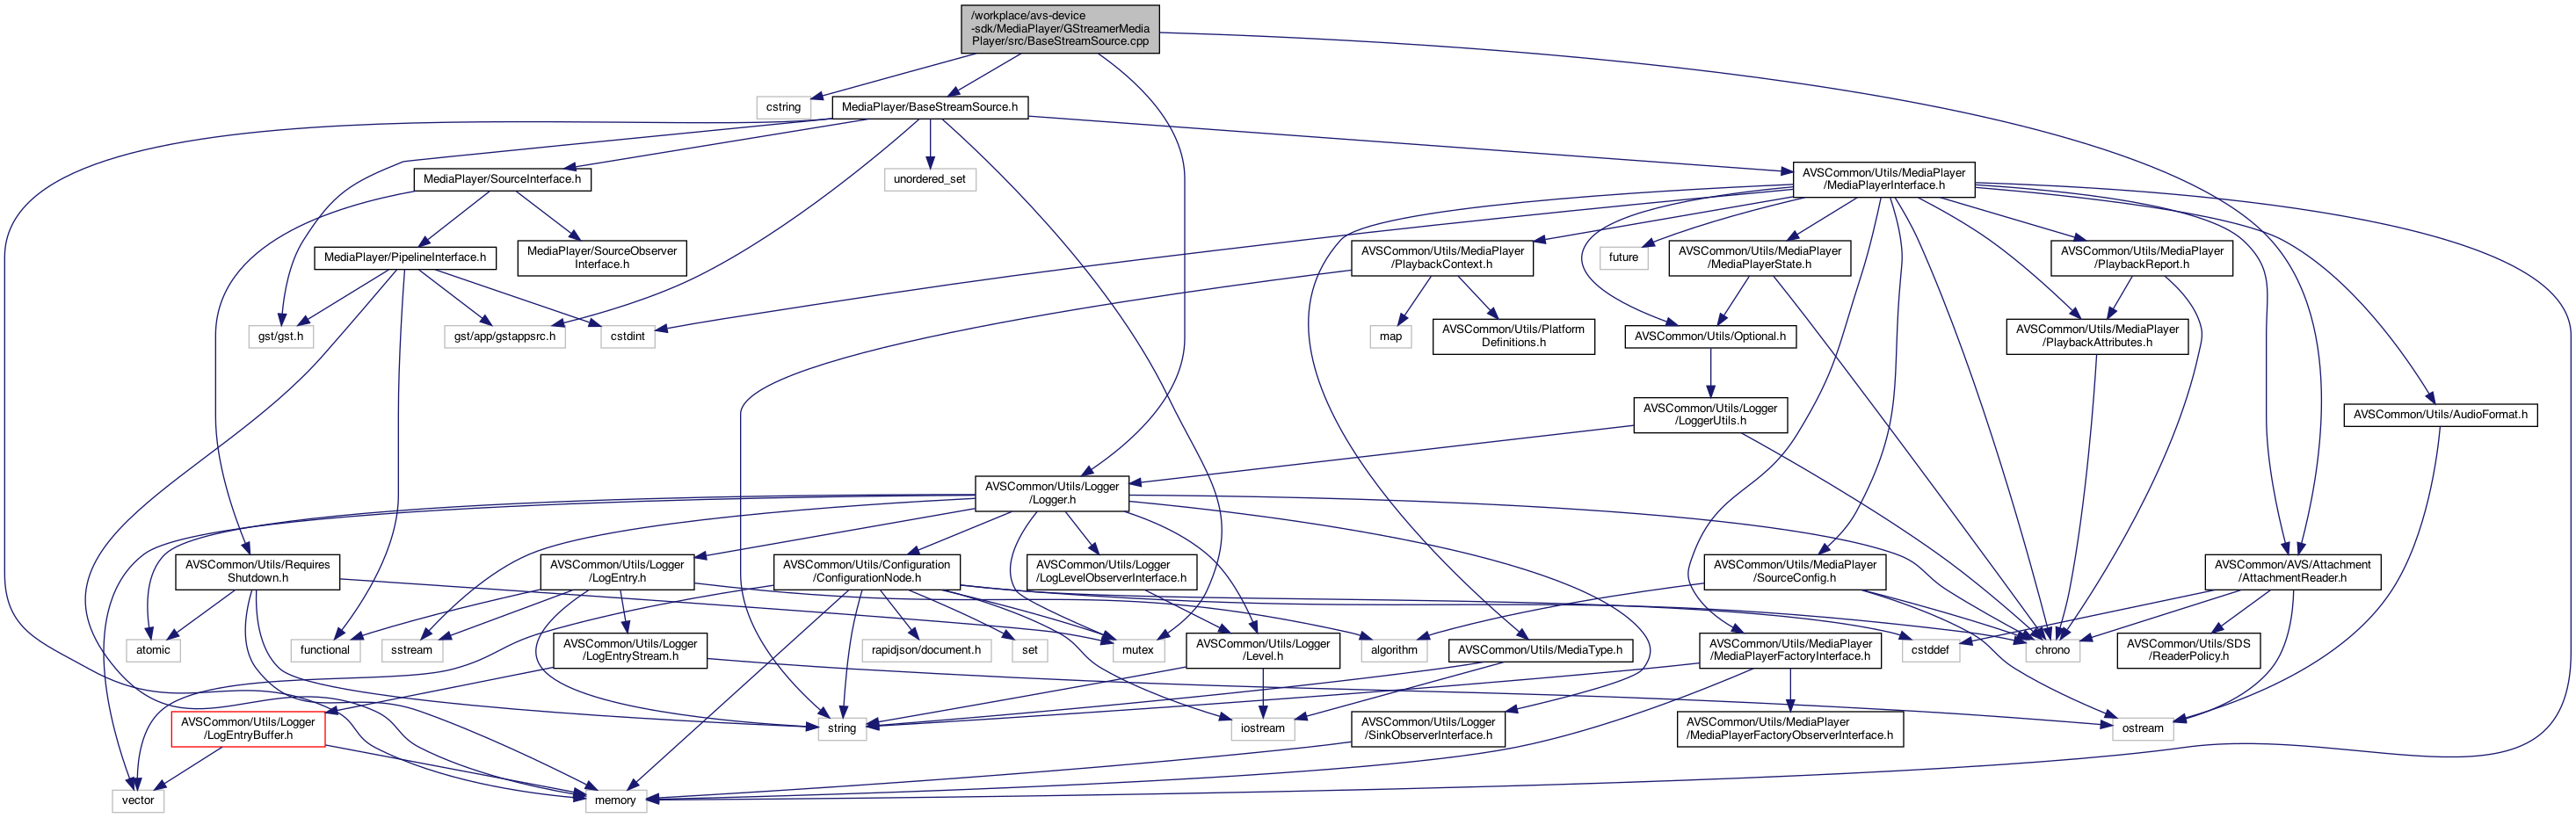 /workplace/avs-device
-sdk/MediaPlayer/GStreamerMedia
Player/src/BaseStreamSource.cpp
cstring
MediaPlayer/BaseStreamSource.h
MediaPlayer/SourceInterface.h
unordered_set
AVSCommon/Utils/MediaPlayer
/MediaPlayerInterface.h
MediaPlayer/PipelineInterface.h
MediaPlayer/SourceObserver
Interface.h
AVSCommon/Utils/MediaPlayer
/PlaybackContext.h
future
AVSCommon/Utils/MediaPlayer
/MediaPlayerState.h
AVSCommon/Utils/MediaPlayer
/PlaybackReport.h
gst/gst.h
gst/app/gstappsrc.h
cstdint
map
AVSCommon/Utils/Platform
Definitions.h
AVSCommon/Utils/Optional.h
AVSCommon/Utils/MediaPlayer
/PlaybackAttributes.h
AVSCommon/Utils/Logger
/LoggerUtils.h
AVSCommon/Utils/AudioFormat.h
AVSCommon/Utils/Logger
/Logger.h
AVSCommon/Utils/Requires
Shutdown.h
AVSCommon/Utils/Logger
/LogEntry.h
AVSCommon/Utils/Configuration
/ConfigurationNode.h
AVSCommon/Utils/Logger
/LogLevelObserverInterface.h
AVSCommon/Utils/MediaPlayer
/SourceConfig.h
AVSCommon/AVS/Attachment
/AttachmentReader.h
atomic
functional
sstream
AVSCommon/Utils/Logger
/LogEntryStream.h
rapidjson/document.h
set
mutex
AVSCommon/Utils/Logger
/Level.h
algorithm
AVSCommon/Utils/MediaType.h
AVSCommon/Utils/MediaPlayer
/MediaPlayerFactoryInterface.h
cstddef
chrono
AVSCommon/Utils/SDS
/ReaderPolicy.h
AVSCommon/Utils/Logger
/LogEntryBuffer.h
string
iostream
AVSCommon/Utils/Logger
/SinkObserverInterface.h
AVSCommon/Utils/MediaPlayer
/MediaPlayerFactoryObserverInterface.h
ostream
vector
memory